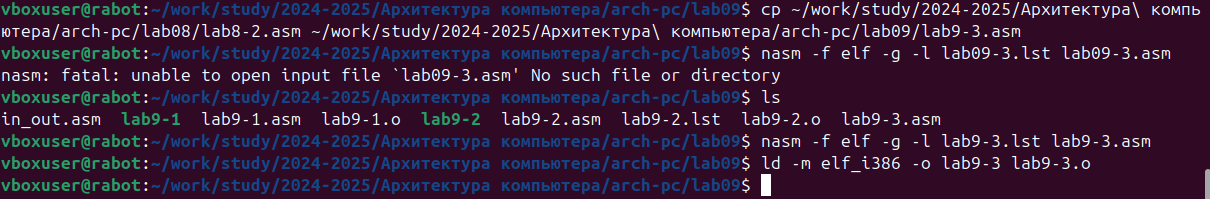 vboxuser@rabot:~/work/study/2024-2025/Архитектура компьютера/arch-pc/lab09$ cp ~/work/study/2024-2025/Архитектура\ компь
ютера/arch-pc/lab08/lab8-2.asm ~/work/study/2024-2025/Архитектура\ компьютера/arch-pc/lab09/lab9-3.asm
vboxuser@rabot:~/work/study/2024-2025/Архитектура компьютера/arch-pc/lab09$ nasm -f elf -g -l lab09-3.lst lab09-3.asm
nasm: fatal: unable to open input file `lab09-3.asm' No such file or directory
vboxuser@rabot:~/work/study/2024-2025/Архитектура компьютера/arch-pc/lab09$ ls
in_out.asm  lab9-1  lab9-1.asm  lab9-1.o  lab9-2  lab9-2.asm  lab9-2.lst  lab9-2.o  lab9-3.asm
vboxuser@rabot:~/work/study/2024-2025/Архитектура компьютера/arch-pc/lab09$ nasm -f elf -g -l lab9-3.lst lab9-3.asm
vboxuser@rabot:~/work/study/2024-2025/Архитектура компьютера/arch-pc/lab09$ ld -m elf_i386 -o lab9-3 lab9-3.o
vboxuser@rabot:~/work/study/2024-2025/Архитектура компьютера/arch-pc/lab09$